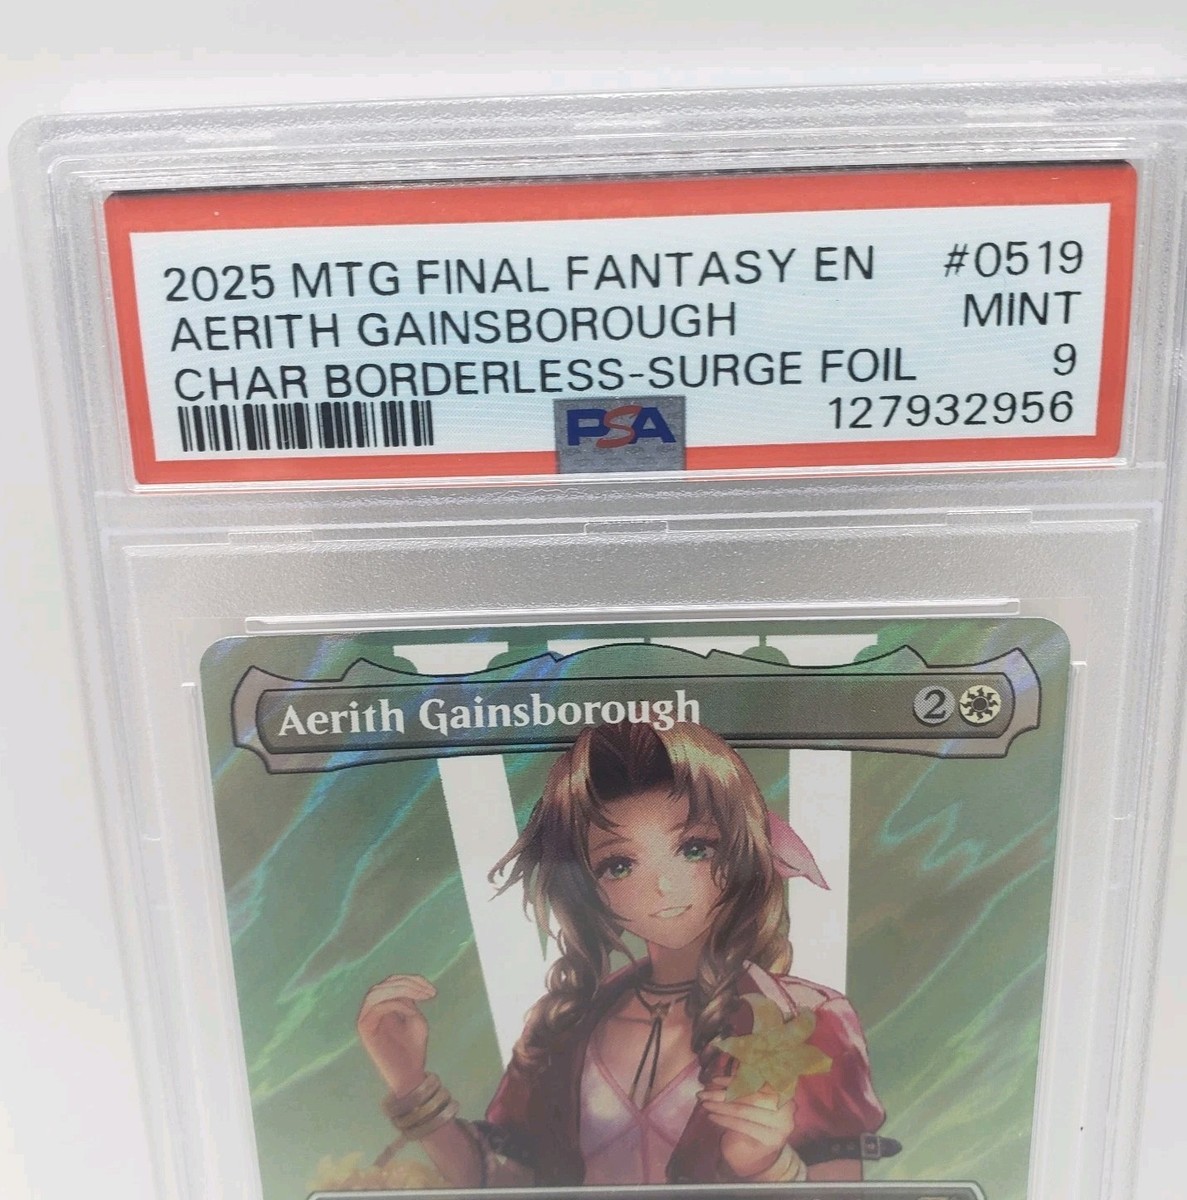 2025 MTG FINAL FANTASY EN #0519
AERITH GAINSBOROUGH MINT
CHAR BORDERLESS-SURGE FOIL 9
PSA 127932956
Aerith Gainsborough 2
VII